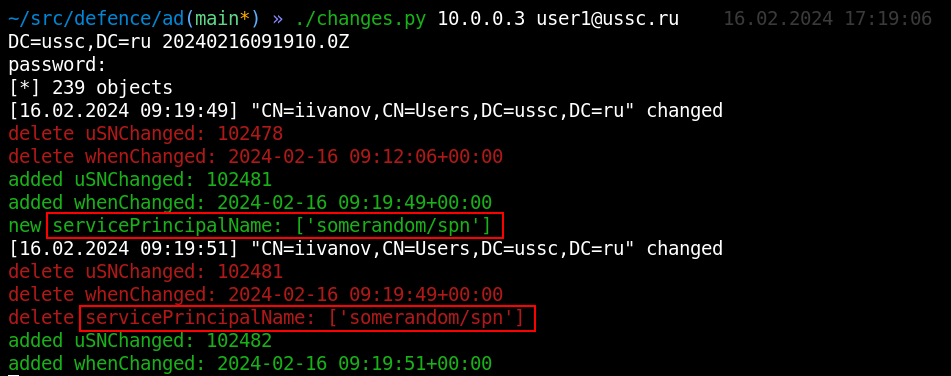 ~/src/defence/ad(main*) » ./changes.py 10.0.0.3 user1@ussc.ru 16.02.2024 17:19:06
DC=ussc,DC=ru 20240216091910.0Z
password:
[*] 239 objects
[16.02.2024 09:19:49] "CN=iivanov,CN=Users,DC=ussc,DC=ru" changed
delete uSNChanged: 102478
delete whenChanged: 2024-02-16 09:12:06+00:00
added uSNChanged: 102481
added whenChanged: 2024-02-16 09:19:49+00:00
new servicePrincipalName: ['somerandom/spn']
[16.02.2024 09:19:51] "CN=iivanov,CN=Users,DC=ussc,DC=ru" changed
delete uSNChanged: 102481
delete whenChanged: 2024-02-16 09:19:49+00:00
delete servicePrincipalName: ['somerandom/spn']
added uSNChanged: 102482
added whenChanged: 2024-02-16 09:19:51+00:00